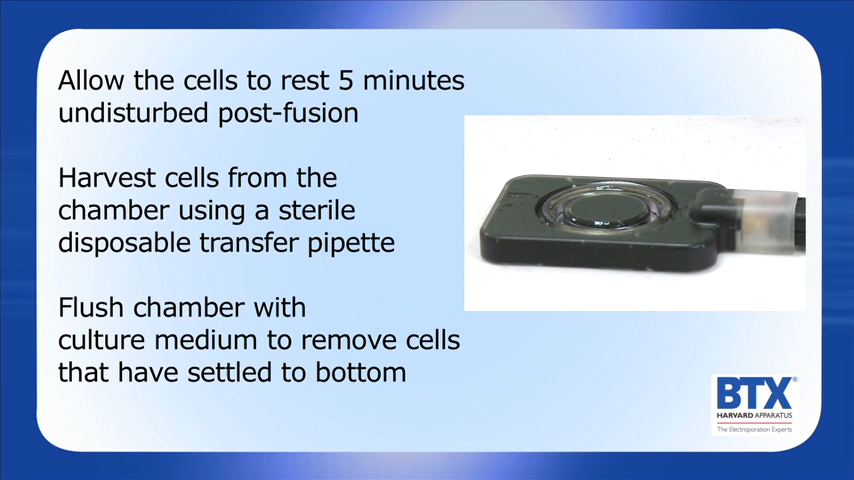 Allow the cells to rest 5 minutes
undisturbed post-fusion
Harvest cells from the
chamber using a sterile
disposable transfer pipette
Flush chamber with
culture medium to remove cells
that have settled to bottom
BTX®
HARVARD APPARATUS
The Electroporation Experts